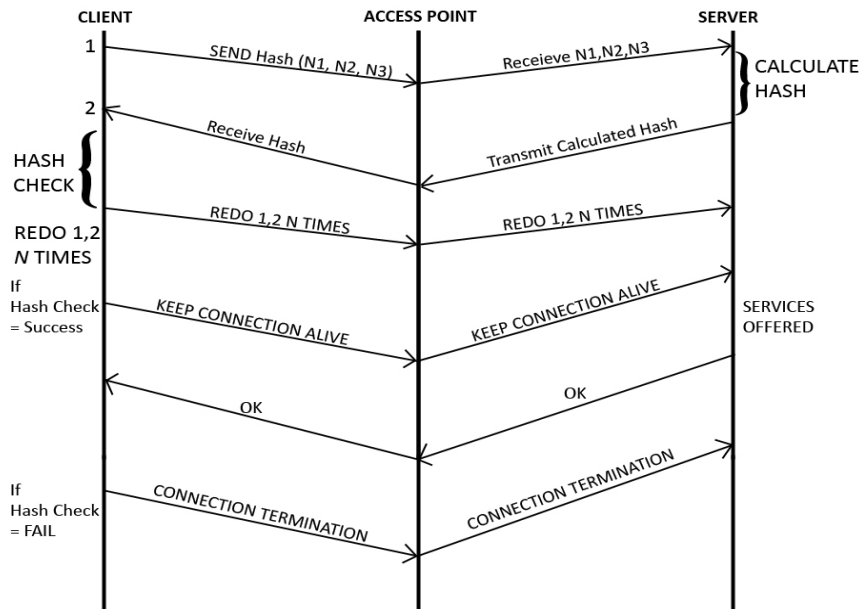 CLIENT
ACCESS POINT
SERVER
1
SEND Hash (N1, N2, N3)
Receieve N1,N2,N3
CALCULATE
HASH
2
Receive Hash
Transmit Calculated Hash
HASH
CHECK
REDO 1,2 N TIMES
REDO 1,2 N TIMES
REDO 1,2
N TIMES
If
Hash Check
= Success
KEEP CONNECTION ALIVE
KEEP CONNECTION ALIVE
SERVICES
OFFERED
OK
OK
If
Hash Check
= FAIL
CONNECTION TERMINATION
CONNECTION TERMINATION